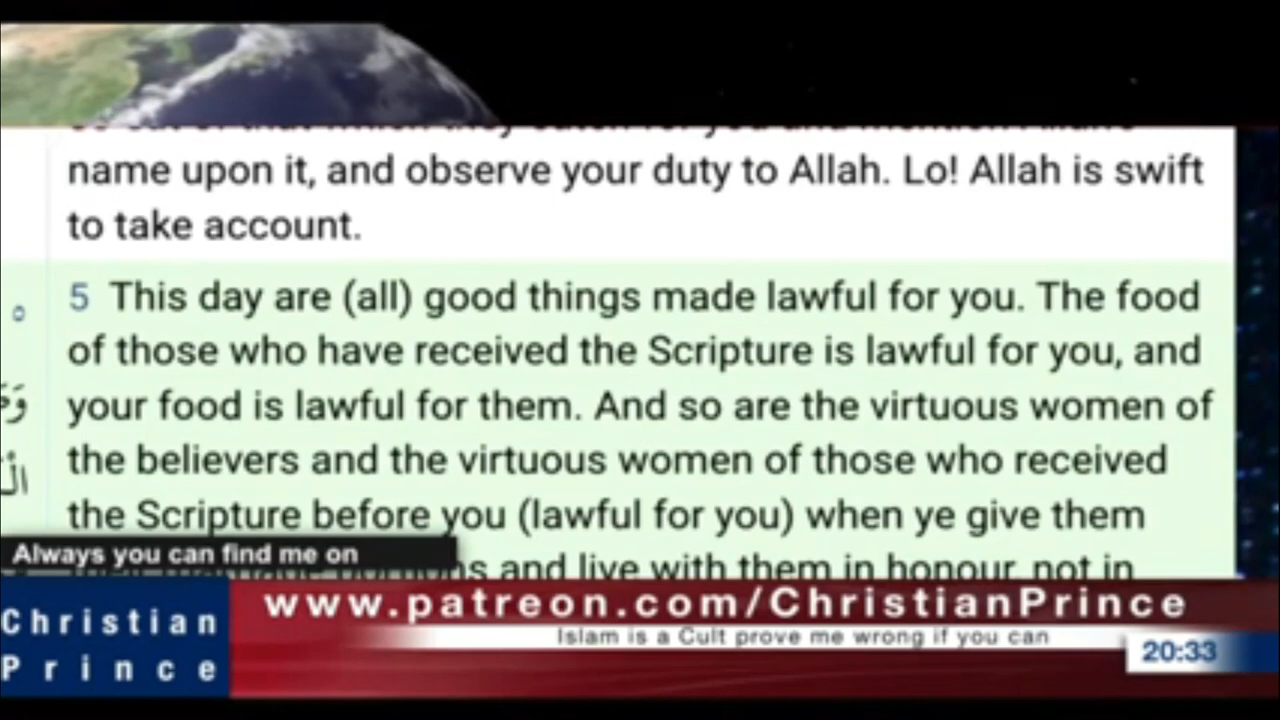 name upon it, and observe your duty to Allah. Lo! Allah is swift
to take account.
5 This day are (all) good things made lawful for you. The food
of those who have received the Scripture is lawful for you, and
your food is lawful for them. And so are the virtuous women of
the believers and the virtuous women of those who received
the Scripture before you (lawful for you) when ye give them
and live with them in honour, not in
Always you can find me on
www.patreon.com/ChristianPrince
Islam is a Cult prove me wrong if you can
Christian
Prince
20:33